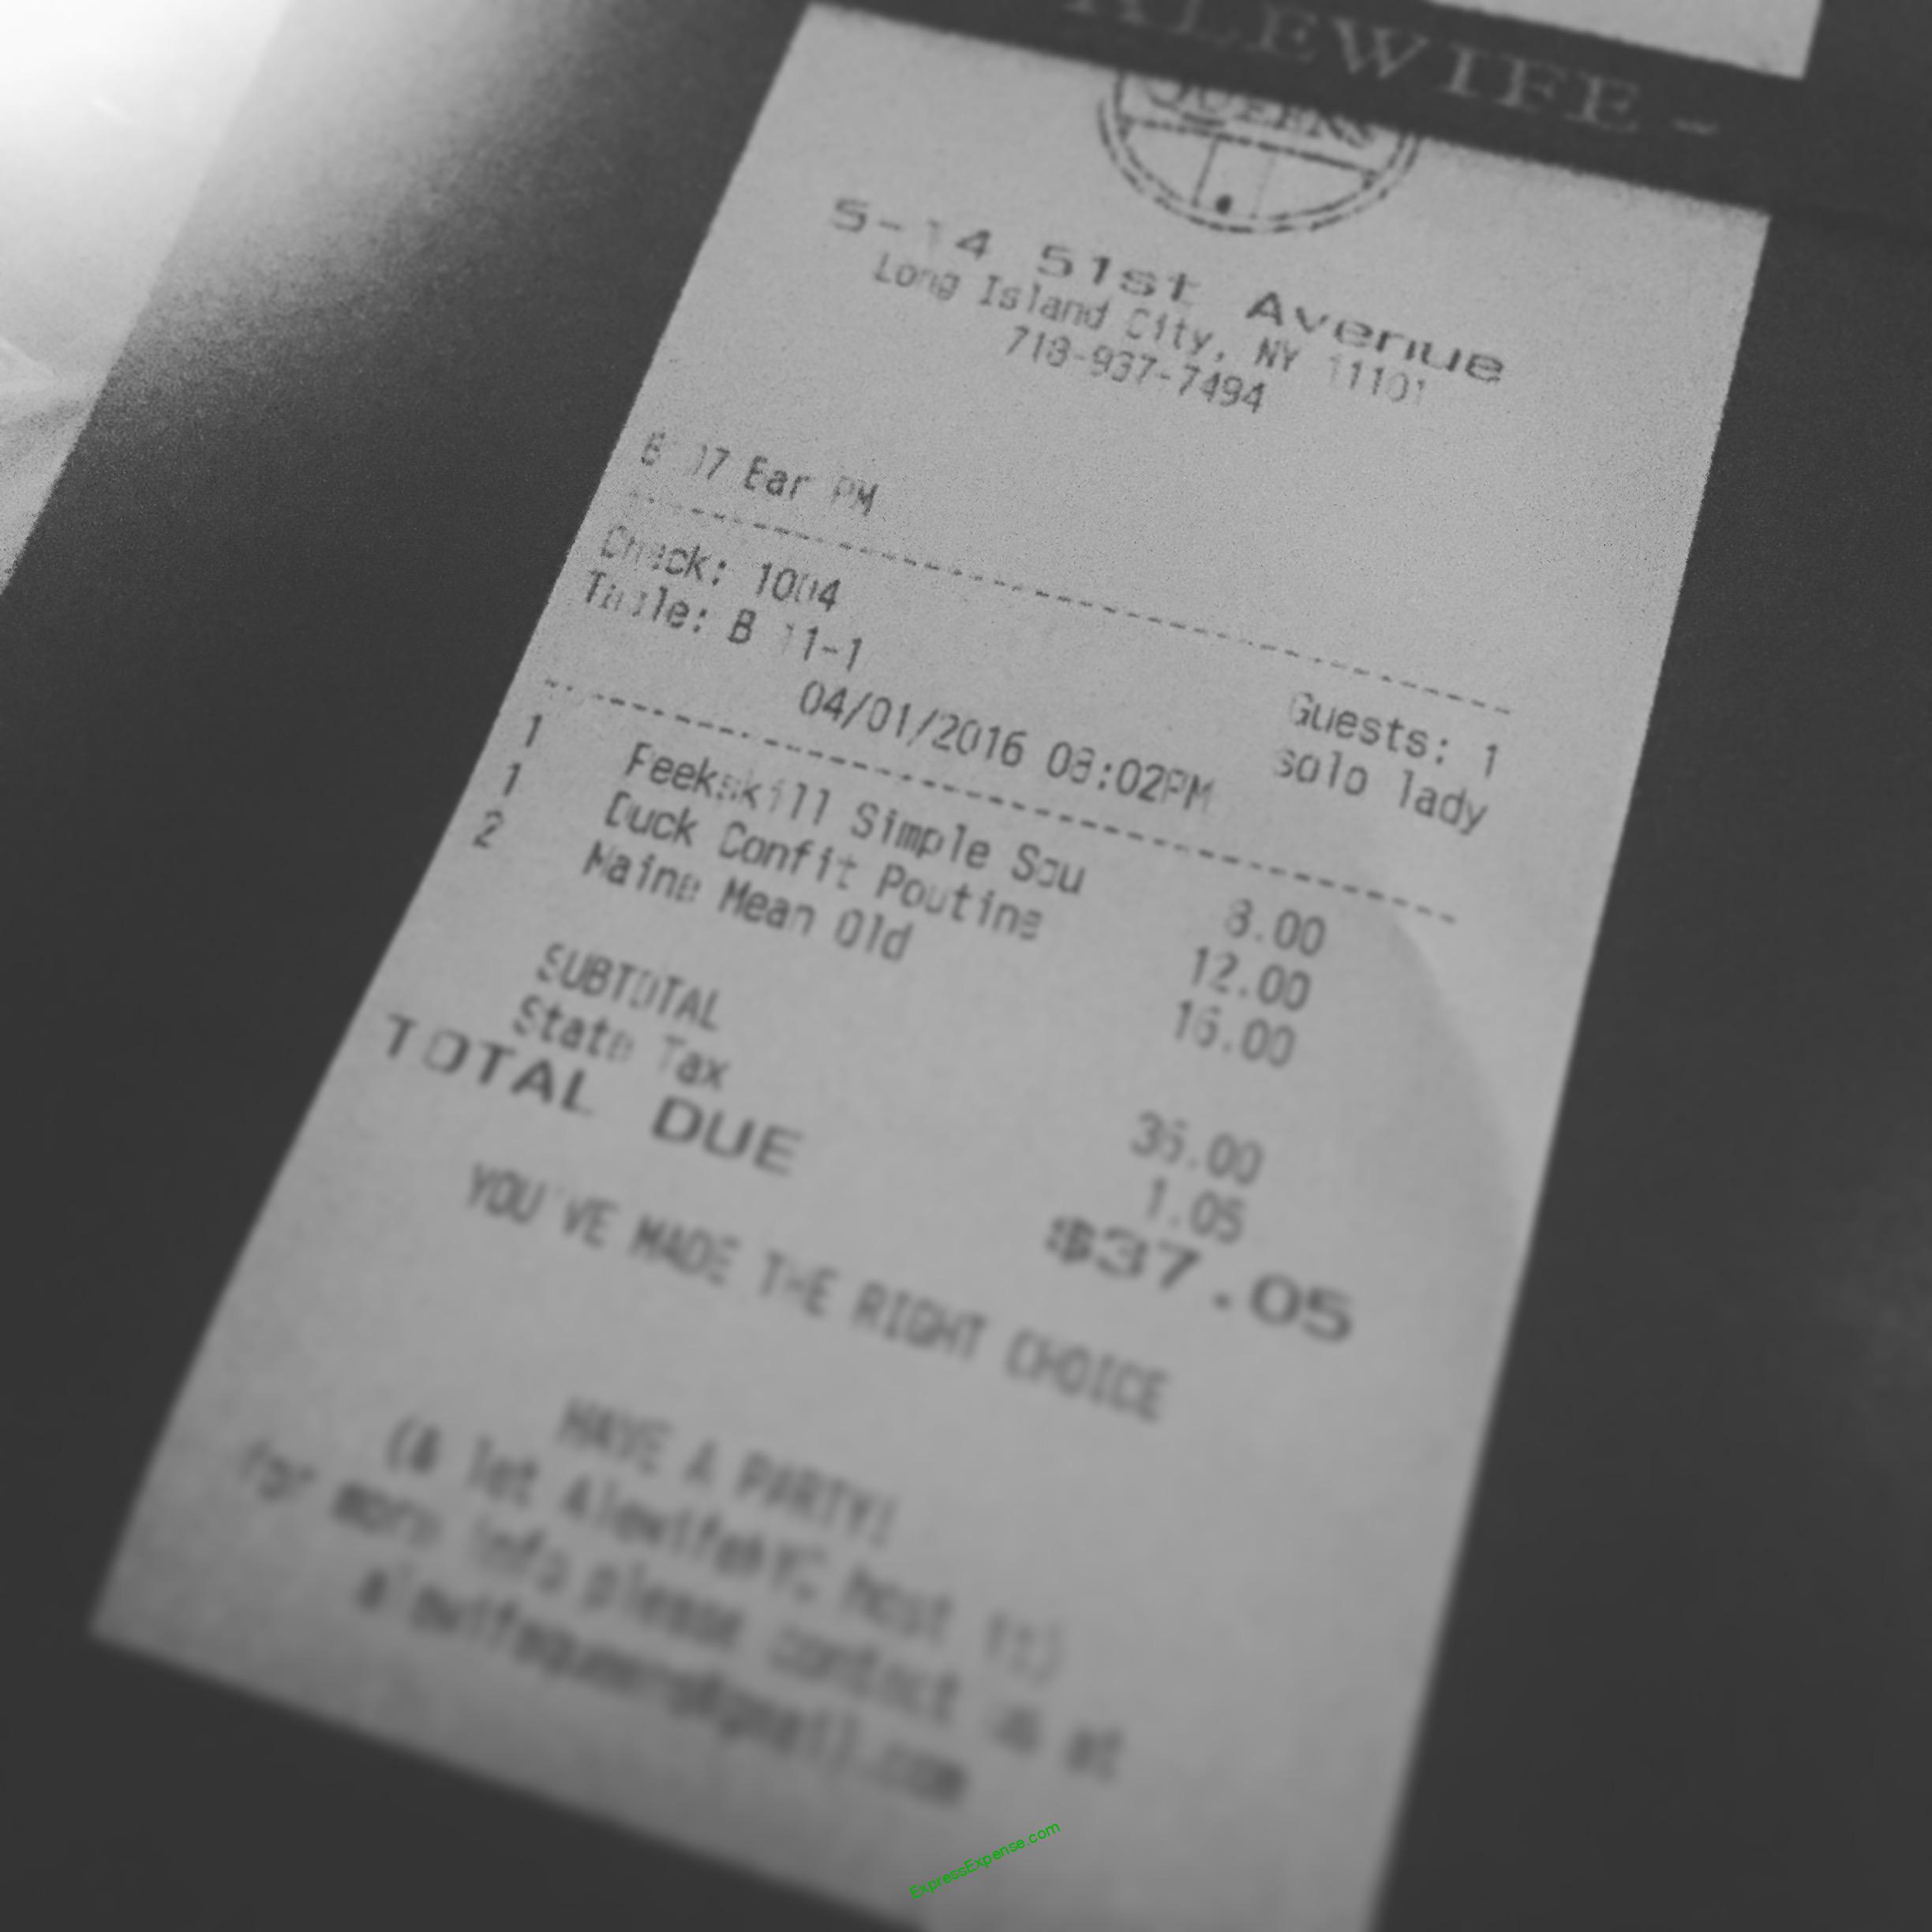 ALEWIFE -
QUEENS
5-14 51st Avenue
Long Island City, NY 11101
718-937-7494
Bar PM
Check: 1004
Guests: 1
Table: B 11-1
solo lady
04/01/2016 08:02PM
1 Peekskill Simple Sou 8.00
1 Duck Confit Poutine 12.00
2 Maine Mean Old 16.00
SUBTOTAL 36.00
State Tax 1.05
TOTAL DUE $37.05
YOU'VE MADE THE RIGHT CHOICE
HAVE A PARTY!
(& let AlewifeNYC host it)
for more info please contact us at
alewifequeens@gmail.com
ExpressExpense.com